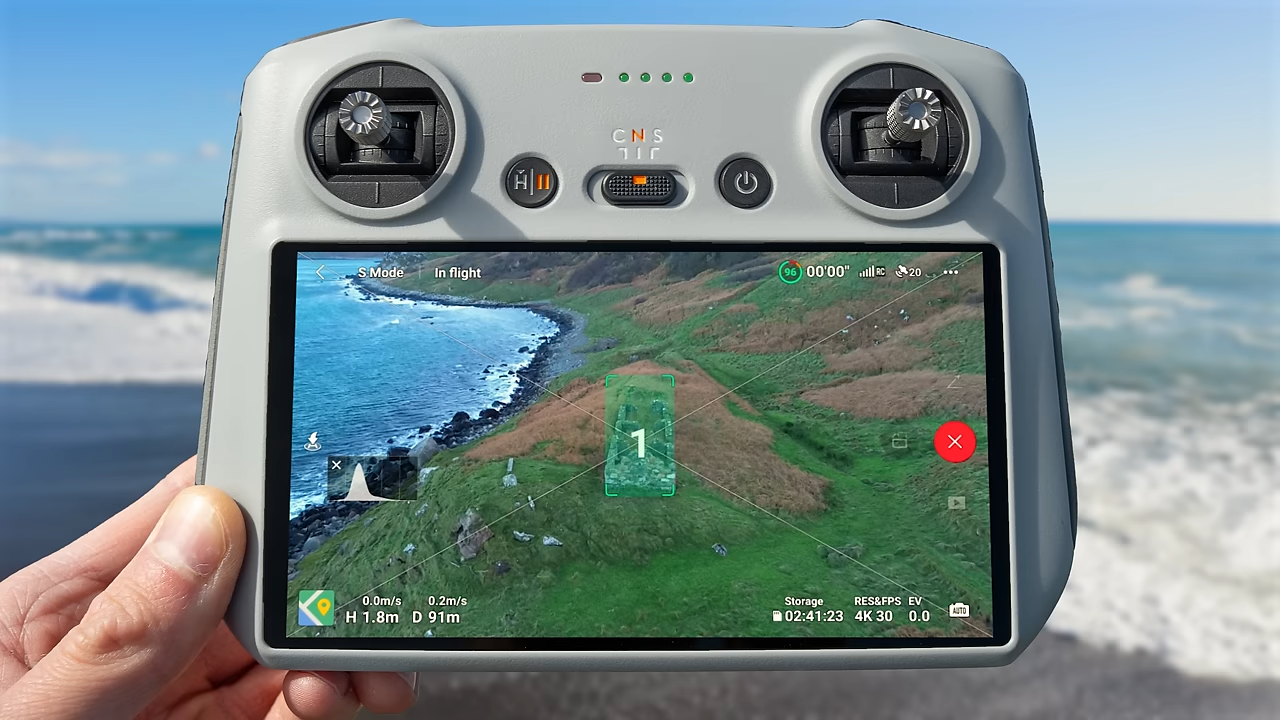 C N S
S Mode In flight 96 00'00" RC 20
1
0.0m/s 0.2m/s Storage RES&FPS EV
H 1.8m D 91m 02:41:23 4K 30 0.0 AUTO